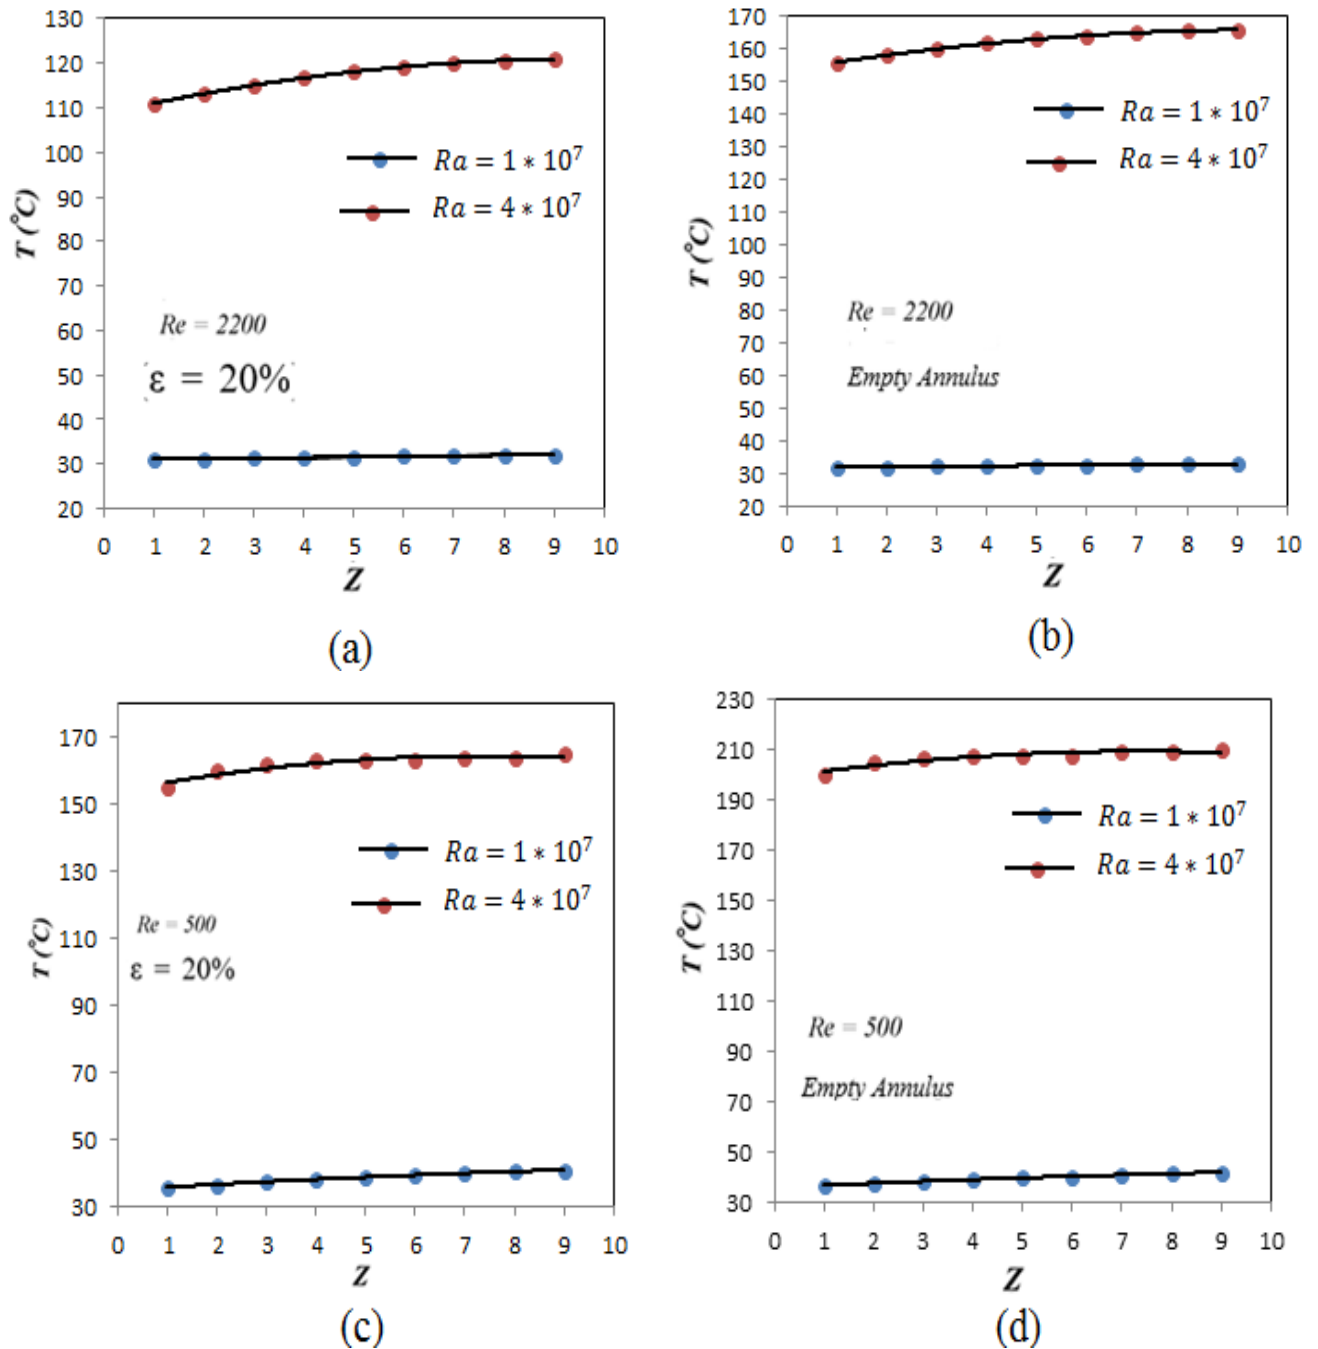 130
120
110
100
90
80
70
60
50
40
30
20
T (°C)
Ra = 1 * 10⁷
Ra = 4 * 10⁷
Re = 2200
ε = 20%
0 1 2 3 4 5 6 7 8 9 10
Z
(a)
170
160
150
140
130
120
110
100
90
80
70
60
50
40
30
20
T (°C)
Ra = 1 * 10⁷
Ra = 4 * 10⁷
Re = 2200
Empty Annulus
0 1 2 3 4 5 6 7 8 9 10
Z
(b)
170
150
130
110
90
70
50
30
T (°C)
Ra = 1 * 10⁷
Ra = 4 * 10⁷
Re = 500
ε = 20%
0 1 2 3 4 5 6 7 8 9 10
Z
(c)
230
210
190
170
150
130
110
90
70
50
30
T (°C)
Ra = 1 * 10⁷
Ra = 4 * 10⁷
Re = 500
Empty Annulus
0 1 2 3 4 5 6 7 8 9 10
Z
(d)